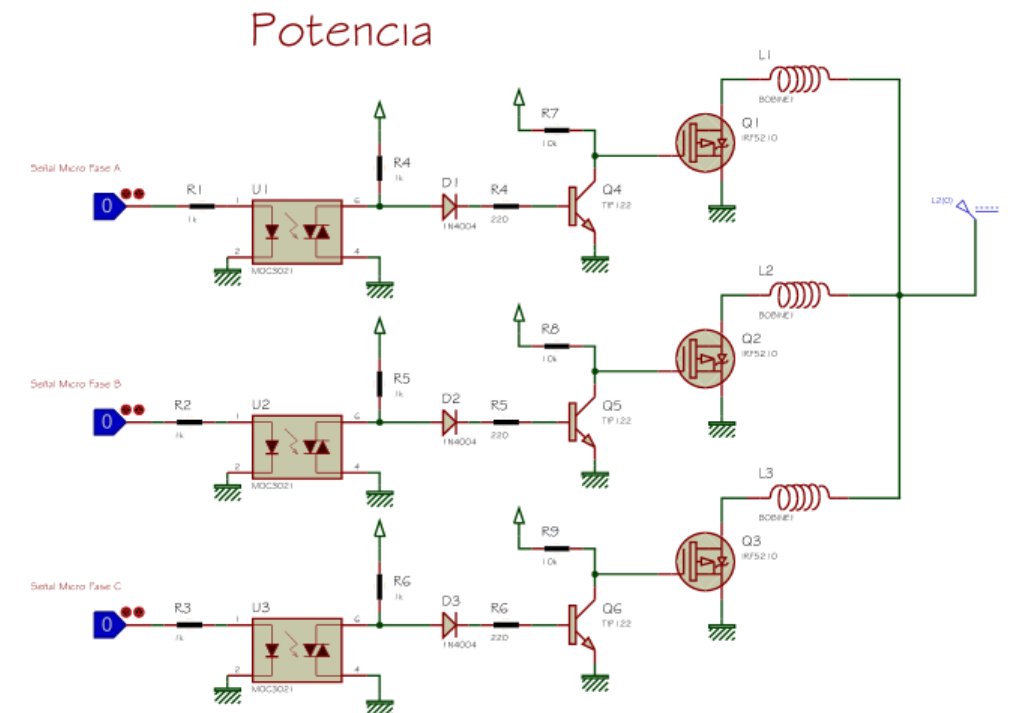 Potencia
L1
BOBINE1
Q1
IRF5210
R7
10k
R4
1k
Señal Micro Fase A
0
R1
1k
U1
1
6
2
4
MOC3021
D1
1N4004
R4
220
Q4
TIP122
L2(0)
L2
BOBINE1
Q2
IRF5210
R8
10k
R5
1k
Señal Micro Fase B
0
R2
1k
U2
1
6
2
4
MOC3021
D2
1N4004
R5
220
Q5
TIP122
L3
BOBINE1
Q3
IRF5210
R9
10k
R6
1k
Señal Micro Fase C
0
R3
1k
U3
1
6
2
4
MOC3021
D3
1N4004
R6
220
Q6
TIP122